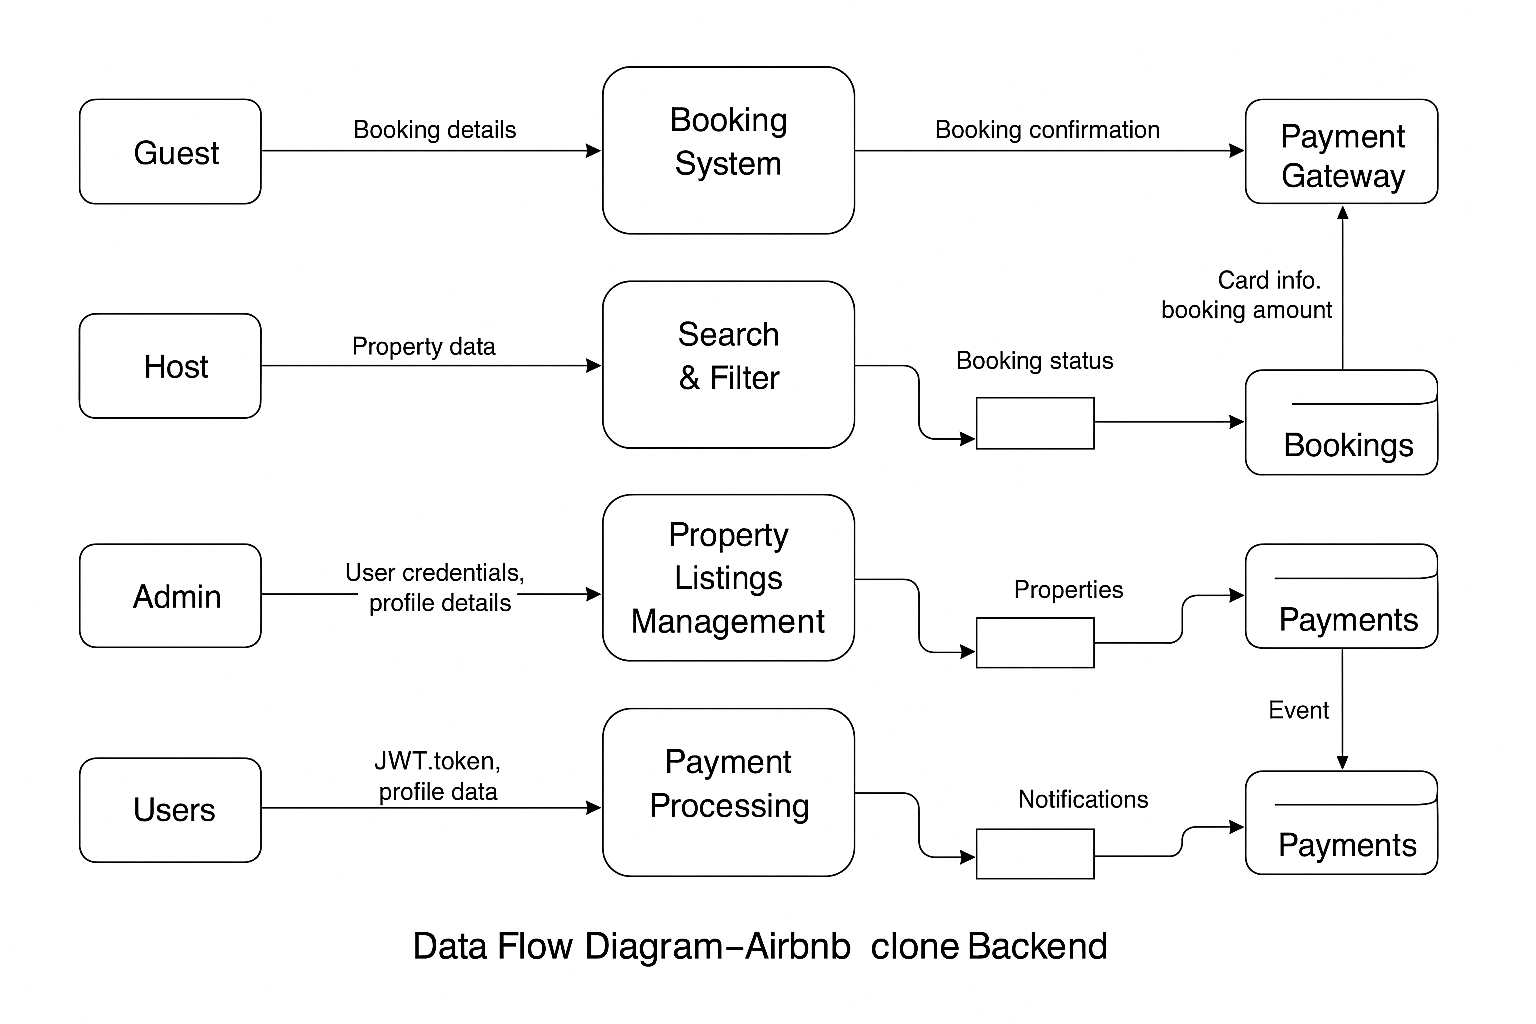 Guest
Booking details
Booking
System
Booking confirmation
Payment
Gateway
Card info.
booking amount
Host
Property data
Search
& Filter
Booking status
Bookings
Admin
User credentials,
profile details
Property
Listings
Management
Properties
Payments
Event
Users
JWT.token,
profile data
Payment
Processing
Notifications
Payments
Data Flow Diagram–Airbnb clone Backend